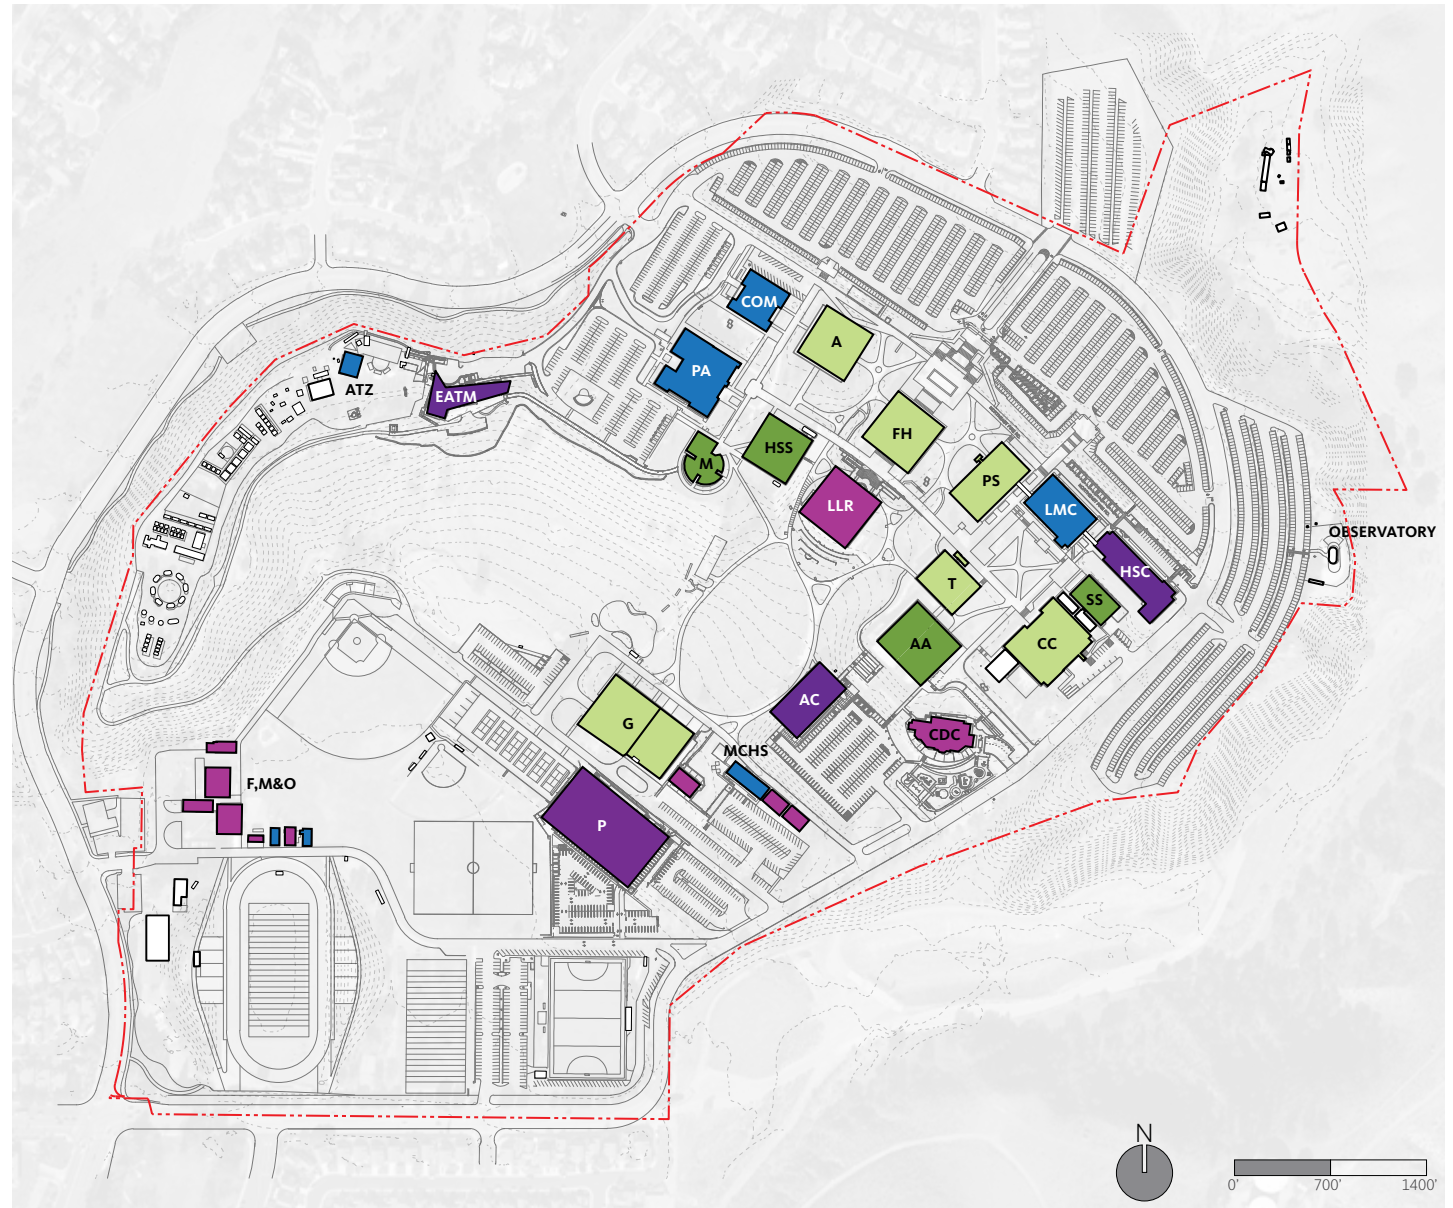 COM
A
PA
ATZ
EATM
FH
HSS
M
PS
LLR
LMC
OBSERVATORY
HSC
T
SS
AA
CC
AC
G
CDC
MCHS
F,M&O
P
N
0' 700' 1400'